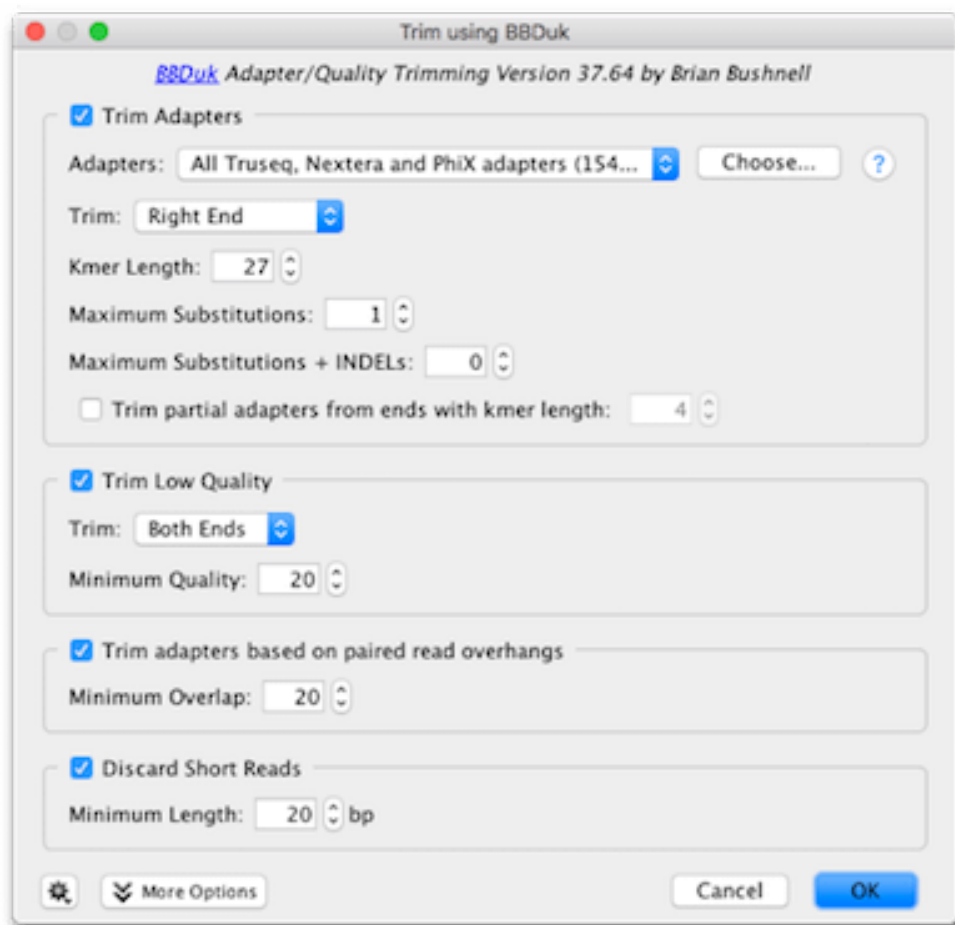 Trim using BBDuk
BBDuk Adapter/Quality Trimming Version 37.64 by Brian Bushnell
Trim Adapters
Adapters: All Truseq, Nextera and PhiX adapters (154... Choose... ?
Trim: Right End
Kmer Length: 27
Maximum Substitutions: 1
Maximum Substitutions + INDELs: 0
Trim partial adapters from ends with kmer length: 4
Trim Low Quality
Trim: Both Ends
Minimum Quality: 20
Trim adapters based on paired read overhangs
Minimum Overlap: 20
Discard Short Reads
Minimum Length: 20 bp
More Options Cancel OK